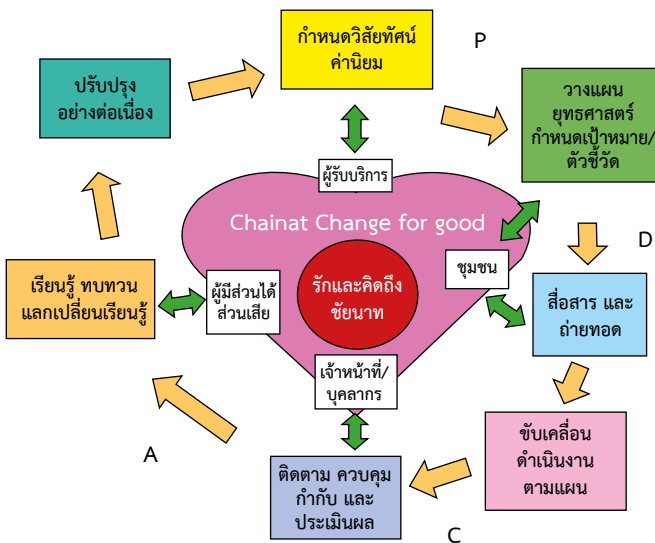 กำหนดวิสัยทัศน์
ค่านิยม
P
วางแผน
ยุทธศาสตร์
กำหนดเป้าหมาย/
ตัวชี้วัด
D
สื่อสาร และ
ถ่ายทอด
ขับเคลื่อน
ดำเนินงาน
ตามแผน
C
ติดตาม ควบคุม
กำกับ และ
ประเมินผล
A
เรียนรู้ ทบทวน
แลกเปลี่ยนเรียนรู้
ปรับปรุง
อย่างต่อเนื่อง
ผู้รับบริการ
Chainat Change for good
ชุมชน
รักและคิดถึง
ชัยนาท
ผู้มีส่วนได้
ส่วนเสีย
เจ้าหน้าที่/
บุคลากร